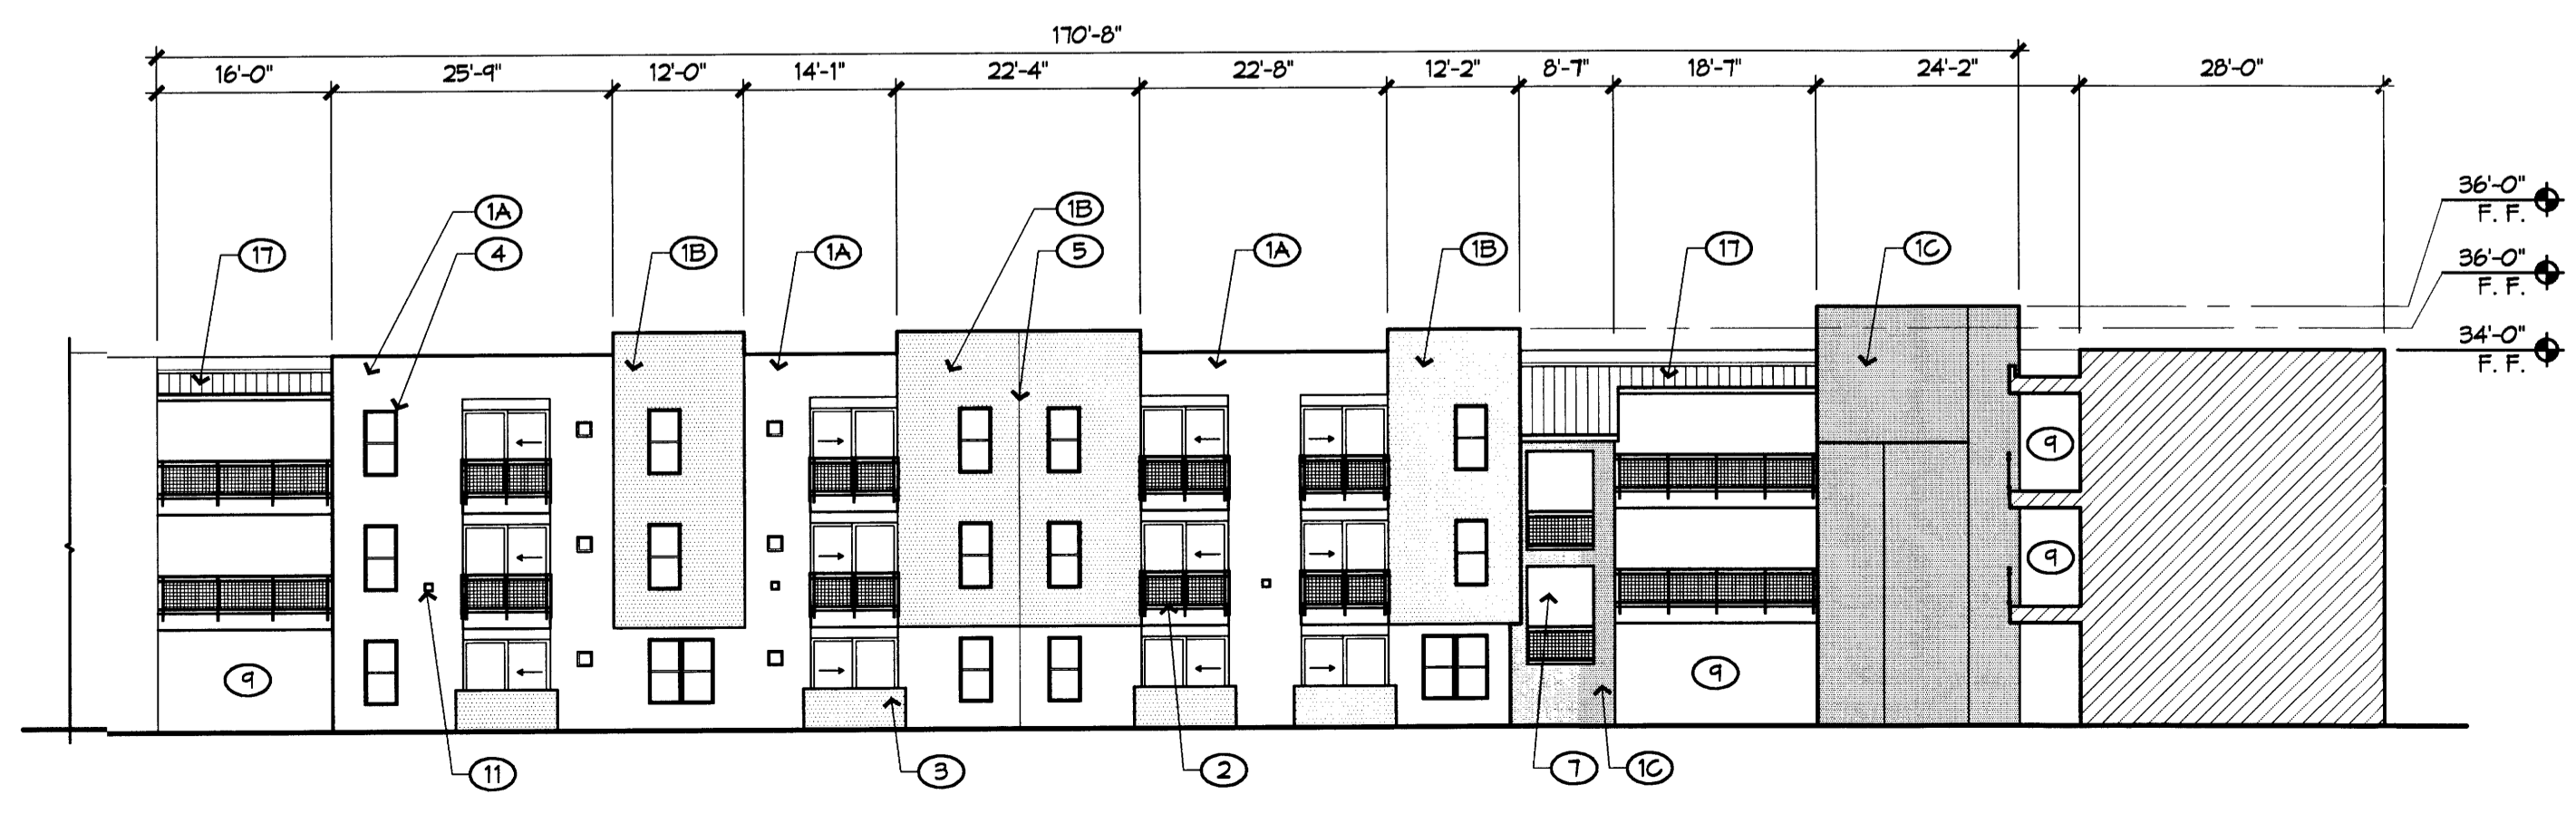 170'-8"
16'-0" 25'-9" 12'-0" 14'-1" 22'-4" 22'-8" 12'-2" 8'-7" 18'-7" 24'-2" 28'-0"
36'-0"
F. F.
1A 1B
17 4 1B 1A 5 1A 1B 17 1C
36'-0"
F. F.
34'-0"
F. F.
9
9
9 9
11 3 2 7 1C